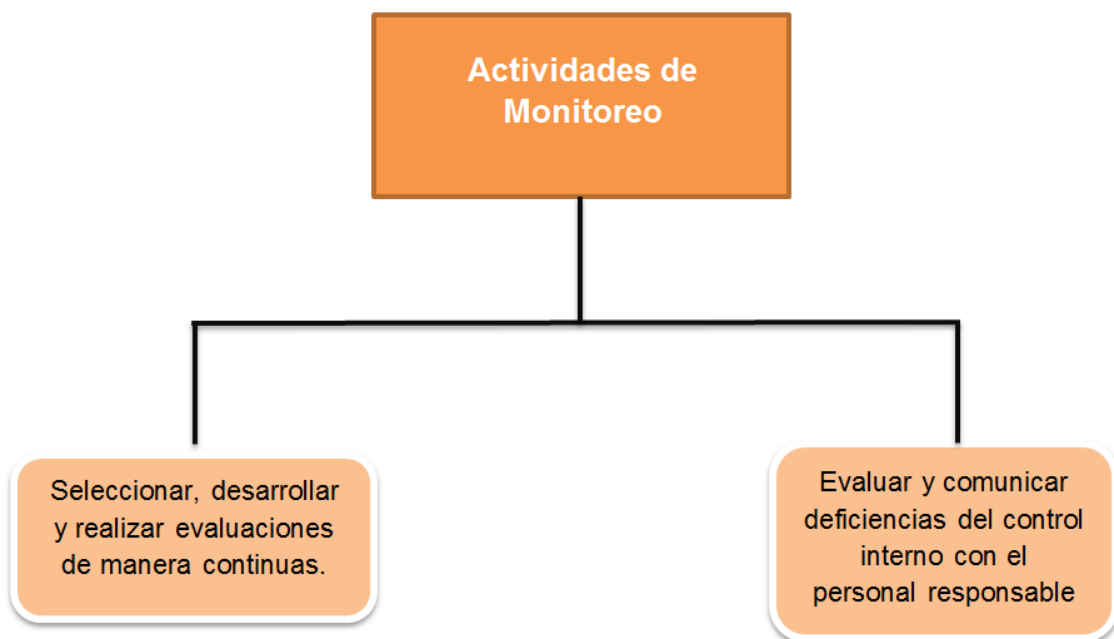 Actividades de
Monitoreo
Seleccionar, desarrollar
y realizar evaluaciones
de manera continuas.
Evaluar y comunicar
deficiencias del control
interno con el
personal responsable